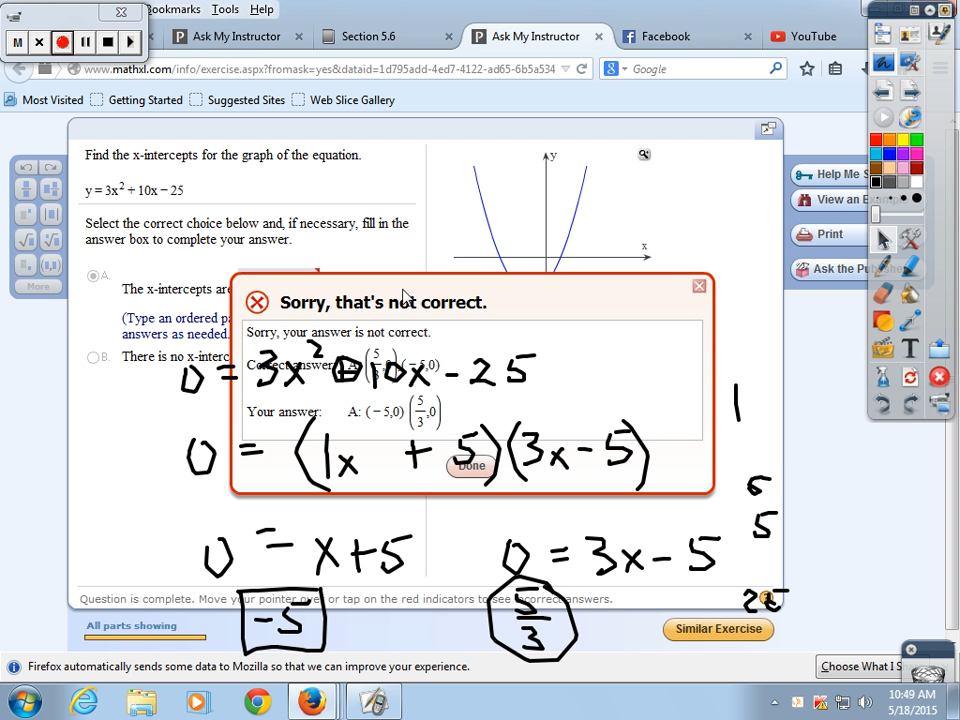 Bookmarks Tools Help
Ask My Instructor
Section 5.6
Ask My Instructor
Facebook
YouTube
www.mathxl.com/info/exercise.aspx?fromask=yes&dataid=1d795add-4ed7-4122-ad65-6b5a534
Google
Most Visited
Getting Started
Suggested Sites
Web Slice Gallery
M
Find the x-intercepts for the graph of the equation.
y = 3x² + 10x − 25
Select the correct choice below and, if necessary, fill in the
answer box to complete your answer.
A.
The x-intercepts are
(Type an ordered
answers as needed.
B. There is no x-interc
More
y
x
Help Me S
View an Examp
Print
Ask the Pu
Sorry, that's not correct.
Sorry, your answer is not correct.
Correct answer: A: (5/3,0),(−5,0)
Your answer: A: (−5,0) (5/3,0)
Done
0 = 3x² + 10x - 25
0 = (1x + 5)(3x - 5)
1
5
5
25
0 = x + 5
0 = 3x - 5
-5
5/3
Question is complete. Move your pointer over or tap on the red indicators to see incorrect answers.
All parts showing
Similar Exercise
Firefox automatically sends some data to Mozilla so that we can improve your experience.
Choose What I S
10:49 AM
5/18/2015